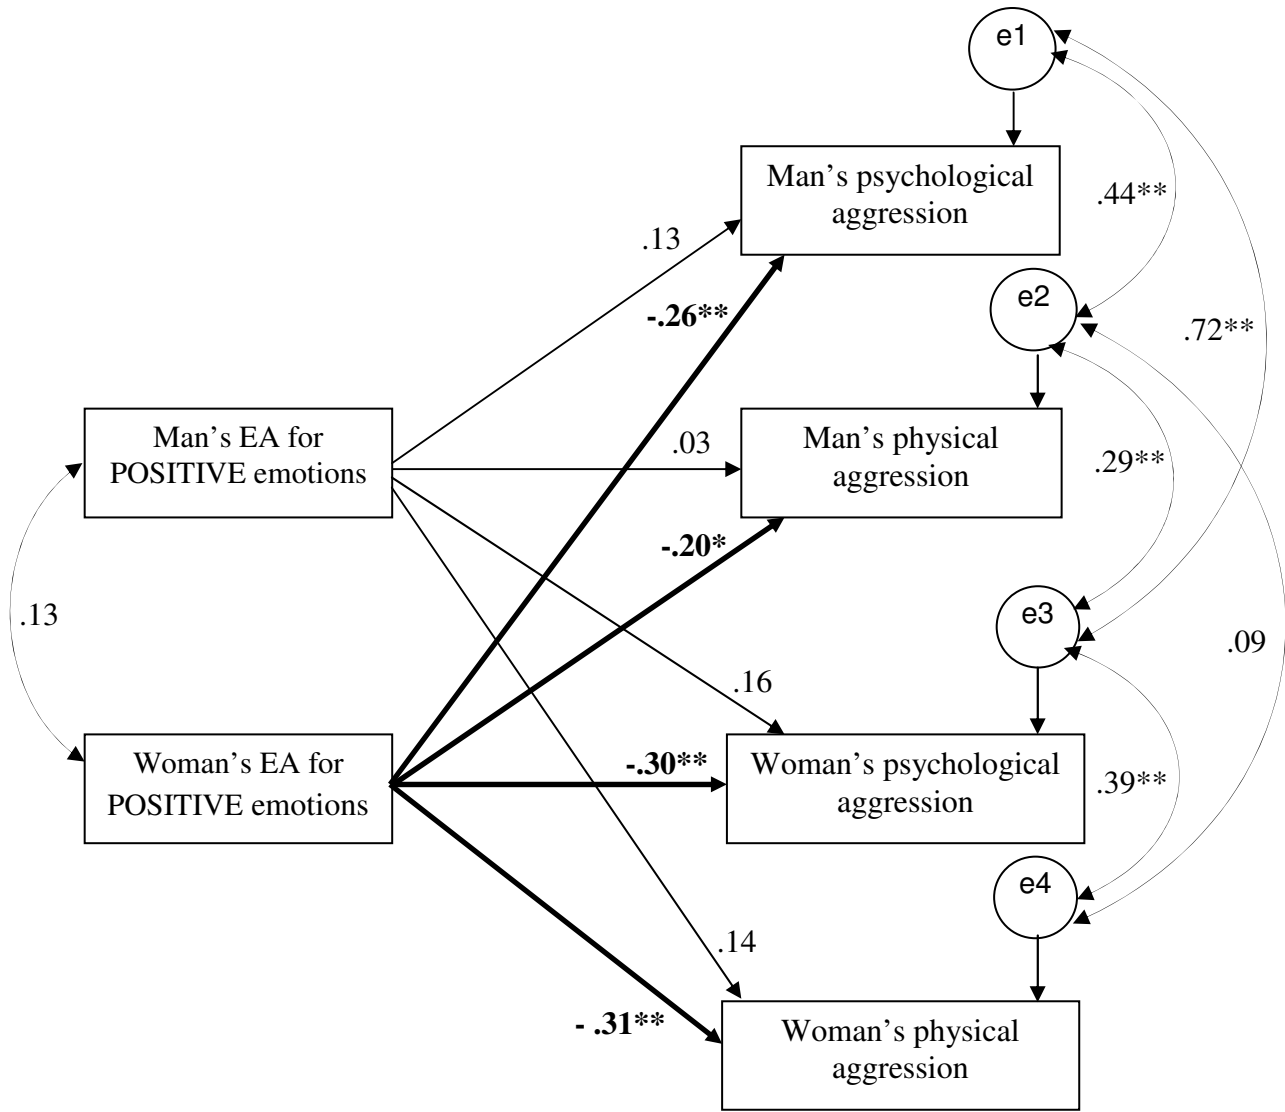 e1
Man's psychological
aggression
.44**
.13
-.26**
e2
.72**
Man's EA for
POSITIVE emotions
.03
Man's physical
aggression
.29**
-.20*
.13
e3
.09
.16
Woman's EA for
POSITIVE emotions
-.30**
Woman's psychological
aggression
.39**
e4
.14
- .31**
Woman's physical
aggression